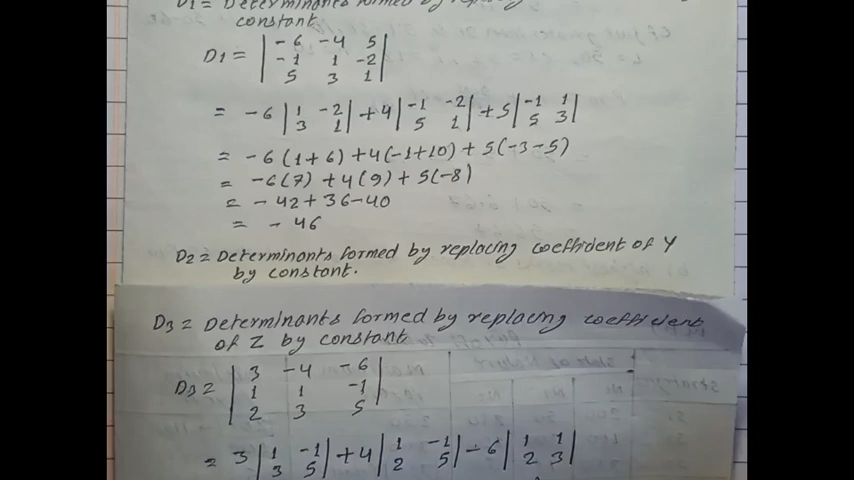 D1 = Determinants formed by replacing
constant.
D1 = | -6 -4 5 |
| -1 1 -2 |
| 5 3 1 |
= -6 | 1 -2 | +4 | -1 -2 | +5 | -1 1 |
| 3 1 | | 5 1 | | 5 3 |
= -6(1+6) +4(-1+10) + 5(-3-5)
= -6(7) +4(9) + 5(-8)
= -42+36-40
= -46
D2 = Determinants formed by replacing coefficient of Y
by constant.
D3 = Determinants formed by replacing coefficient
of Z by constant
D3 = | 3 -4 -6 |
| 1 1 -1 |
| 2 3 5 |
= 3 | 1 -1 | +4 | 1 -1 | -6 | 1 1 |
| 3 5 | | 2 5 | | 2 3 |